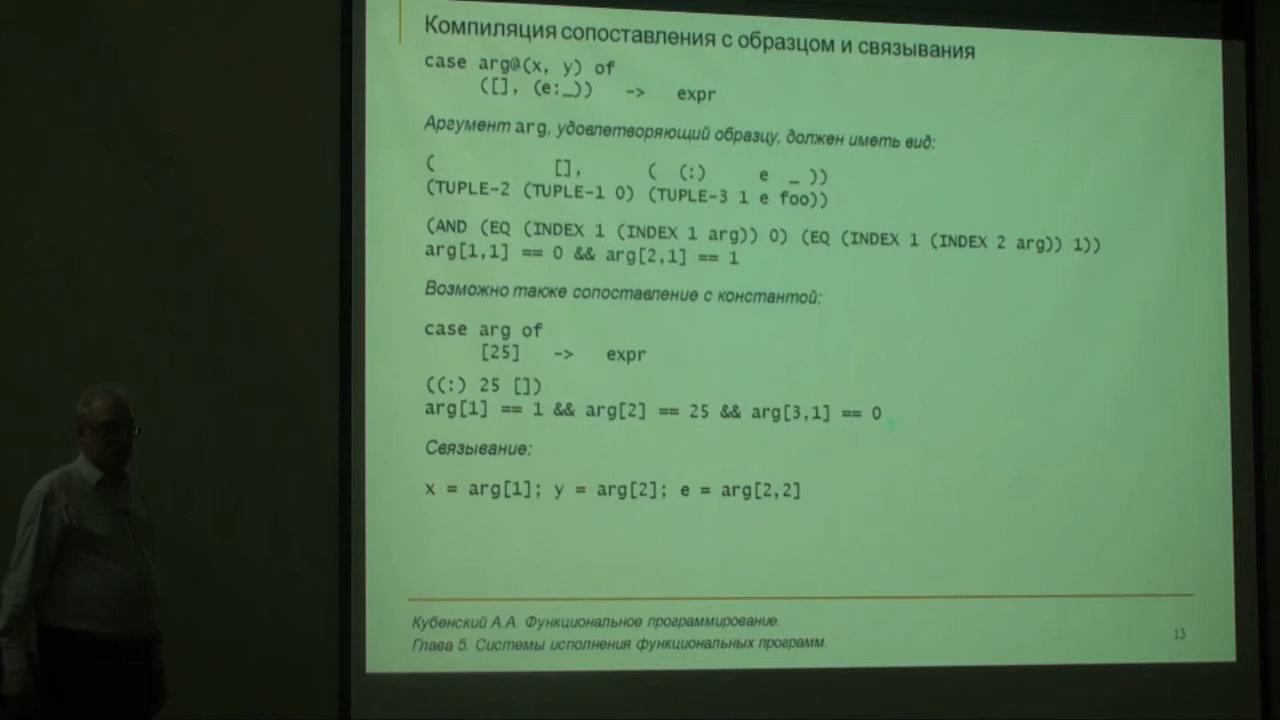 Компиляция сопоставления с образцом и связывания
case arg@(x, y) of
([], (e:_)) -> expr
Аргумент arg, удовлетворяющий образцу, должен иметь вид:
( [], ( (:) e _ ))
(TUPLE-2 (TUPLE-1 0) (TUPLE-3 1 e foo))
(AND (EQ (INDEX 1 (INDEX 1 arg)) 0) (EQ (INDEX 1 (INDEX 2 arg)) 1))
arg[1,1] == 0 && arg[2,1] == 1
Возможно также сопоставление с константой:
case arg of
[25] -> expr
((:) 25 [])
arg[1] == 1 && arg[2] == 25 && arg[3,1] == 0
Связывание:
x = arg[1]; y = arg[2]; e = arg[2,2]
Кубенский А.А. Функциональное программирование.
Глава 5. Системы исполнения функциональных программ.
13